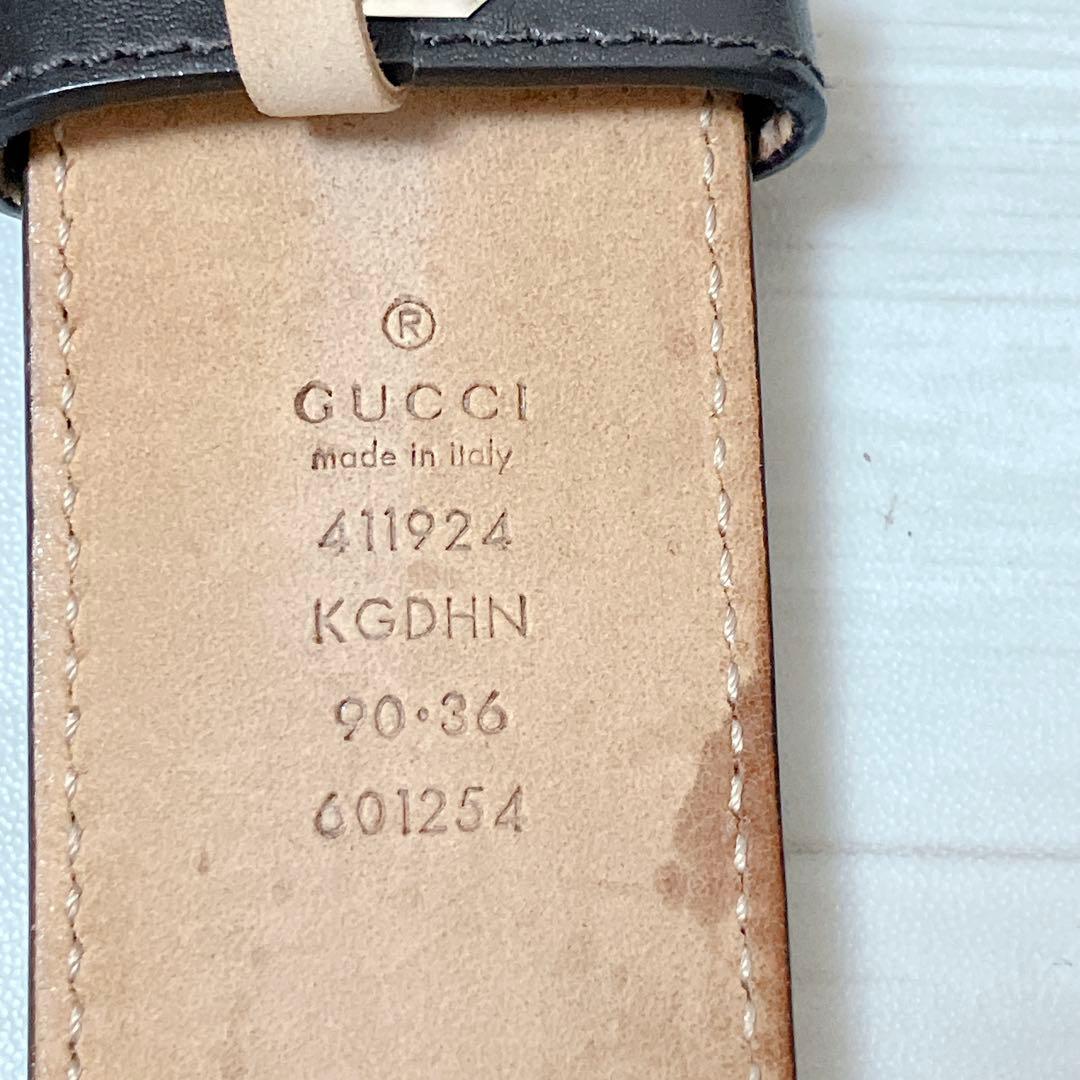 ®
GUCCI
made in italy
411924
KGDHN
90·36
601254